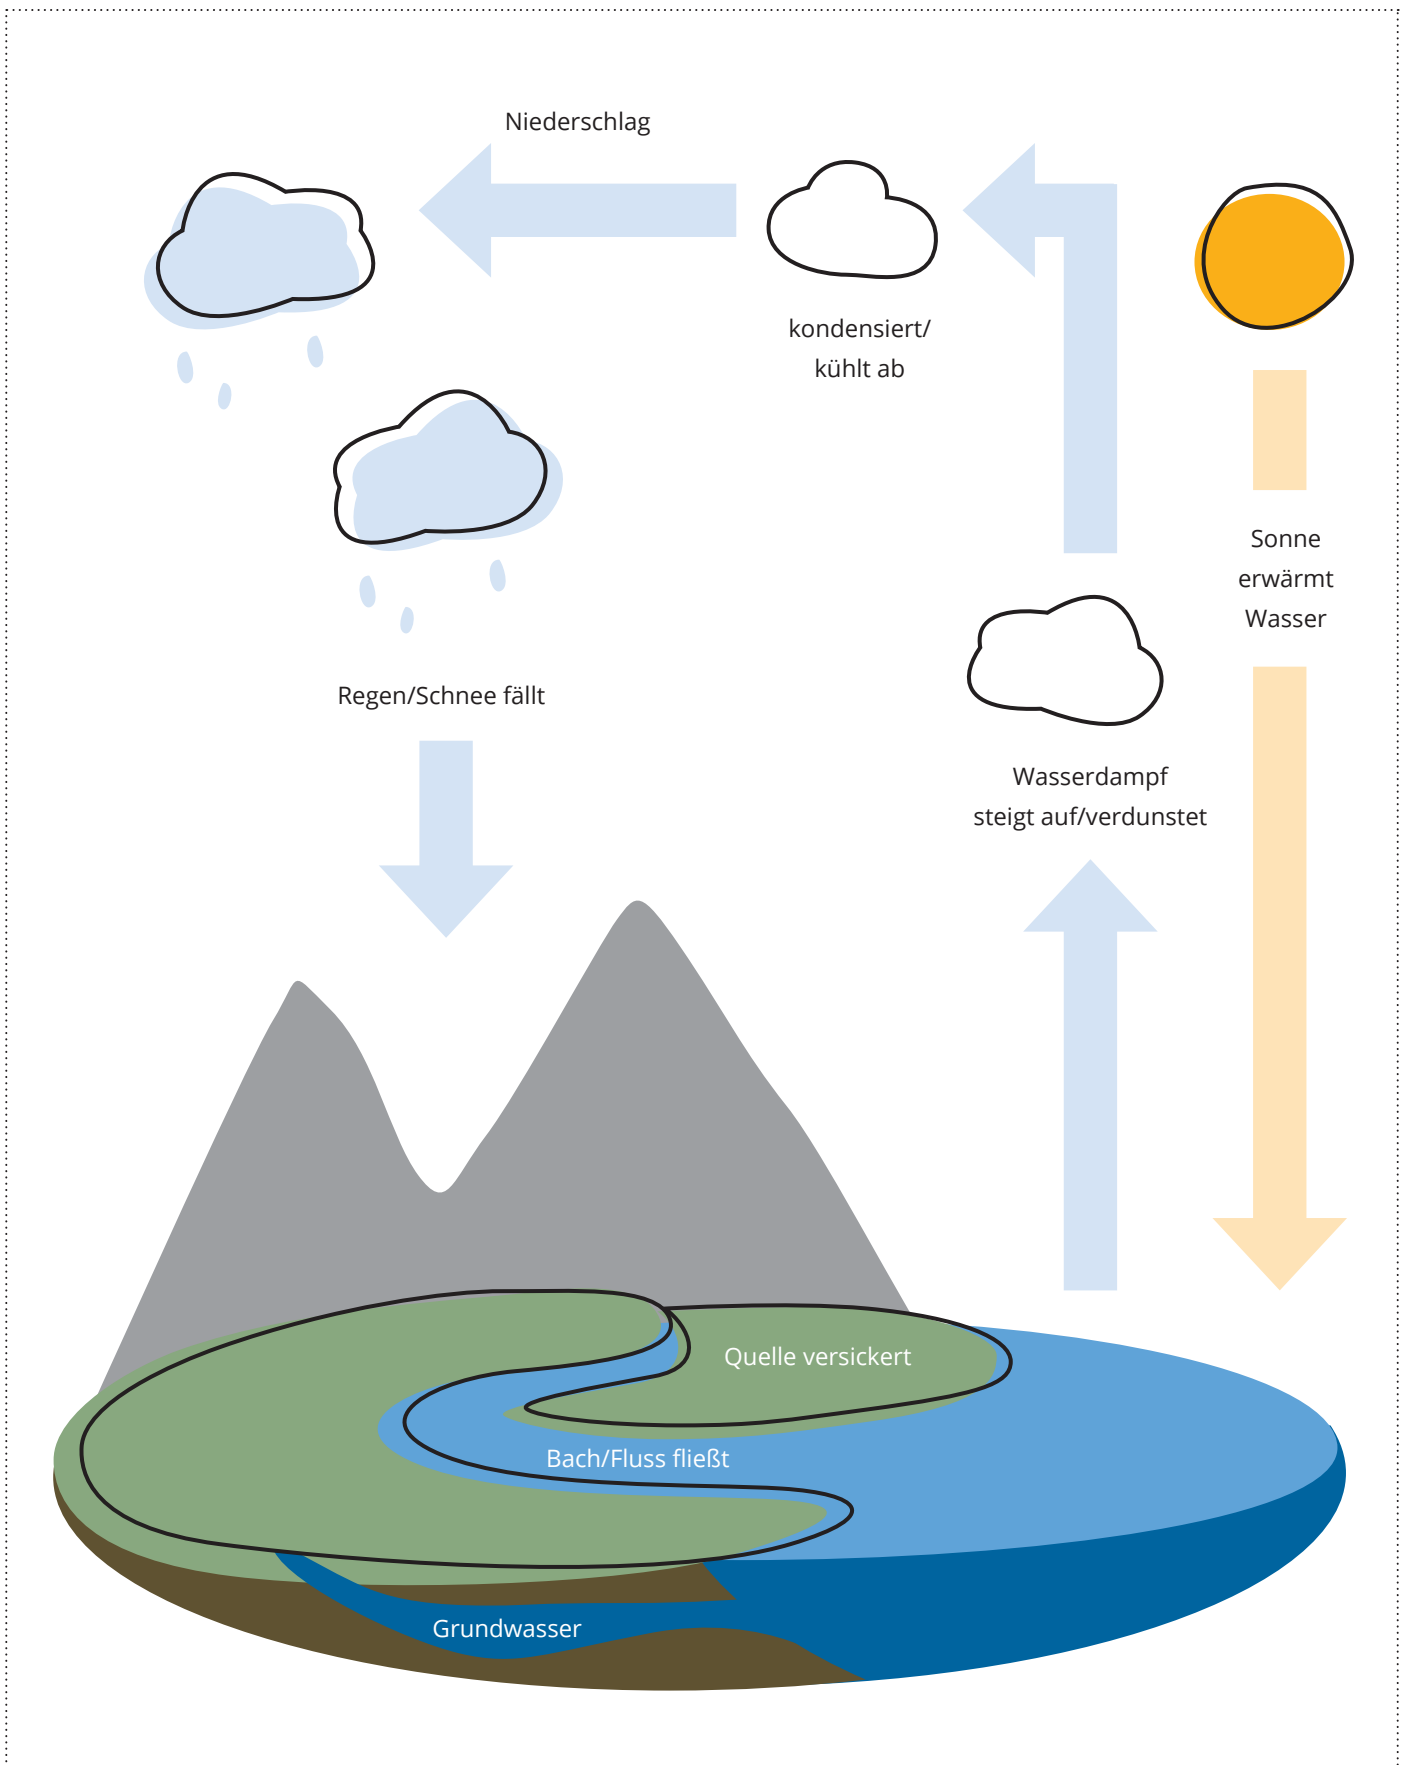 Niederschlag
kondensiert/
kühlt ab
Sonne
erwärmt
Wasser
Regen/Schnee fällt
Wasserdampf
steigt auf/verdunstet
Quelle versickert
Bach/Fluss fließt
Grundwasser